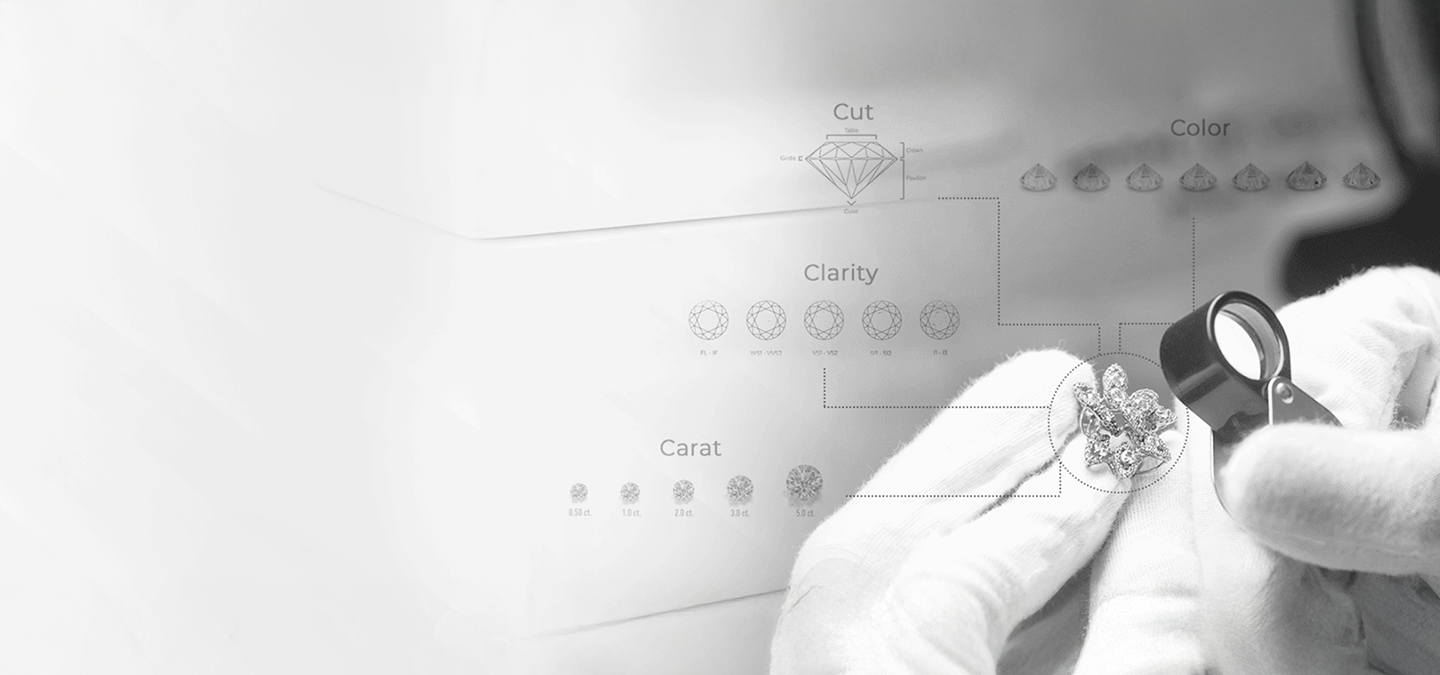 Cut
Table
Girdle
Crown
Pavilion
Culet
Color
Clarity
FL - IF
VVS1 - VVS2
VS1 - VS2
SI1 - SI2
I1 - I3
Carat
0.50 ct.
1.0 ct.
2.0 ct.
3.0 ct.
5.0 ct.